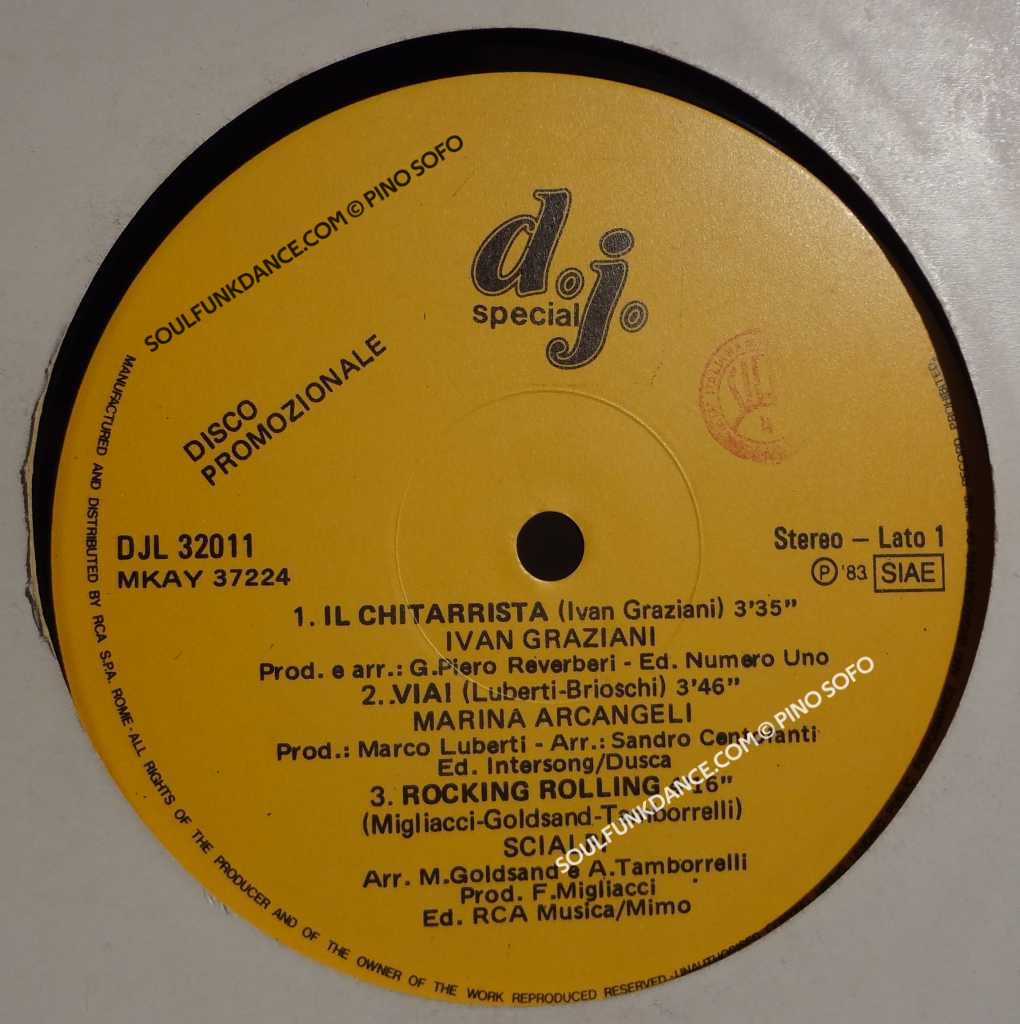 SOULFUNKDANCE.COM © PINO SOFO
d.j.
special
DISCO
PROMOZIONALE
DJL 32011
MKAY 37224
Stereo – Lato 1
Ⓟ '83 SIAE
1. IL CHITARRISTA (Ivan Graziani) 3'35"
IVAN GRAZIANI
Prod. e arr.: G.Piero Reverberi - Ed. Numero Uno
2. VIA! (Luberti-Brioschi) 3'46"
MARINA ARCANGELI
Prod.: Marco Luberti - Arr.: Sandro
Ed. Intersong/Dusca
3. ROCKING ROLLING
(Migliacci-Goldsand-Tamborrelli)
Arr. M.Goldsand e A.Tamborrelli
Prod. F.Migliacci
Ed. RCA Musica/Mimo
SOULFUNKDANCE.COM © PINO SOFO
MANUFACTURED AND DISTRIBUTED BY RCA S.P.A. ROME - ALL RIGHTS OF THE PRODUCER AND OF THE OWNER OF THE WORK REPRODUCED RESERVED - PROHIBITED.